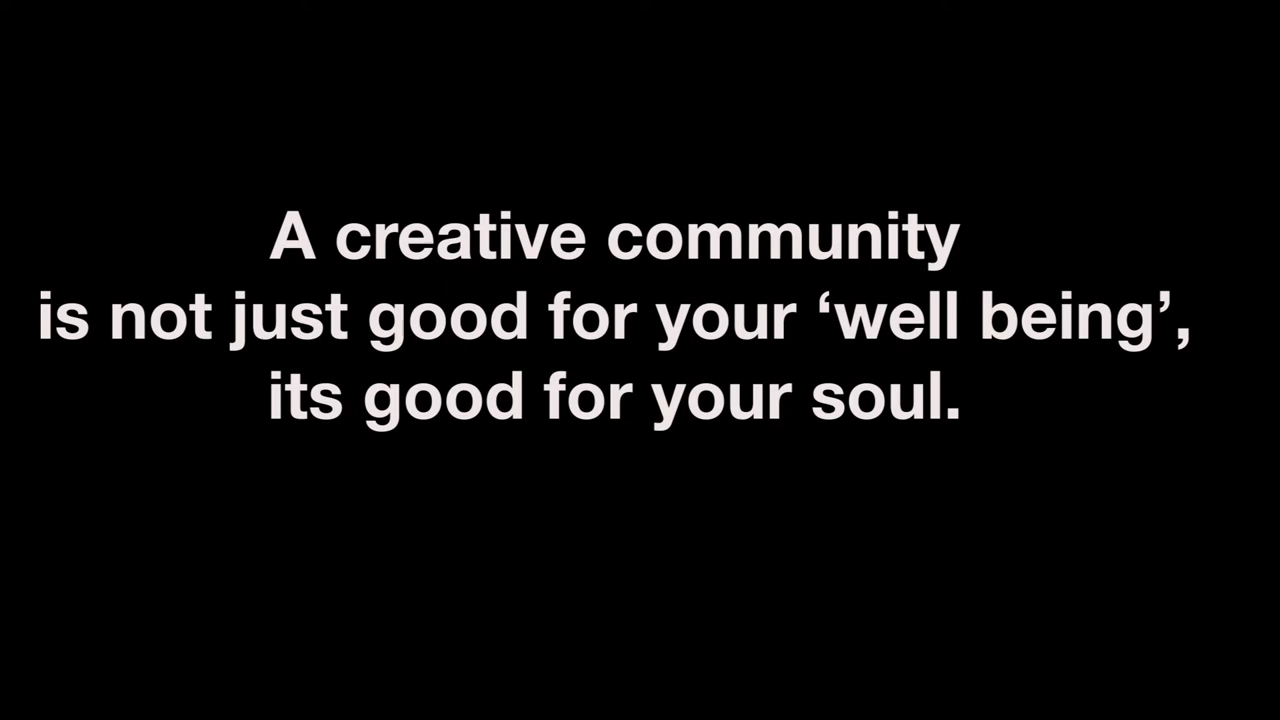 A creative community
is not just good for your ‘well being’,
its good for your soul.